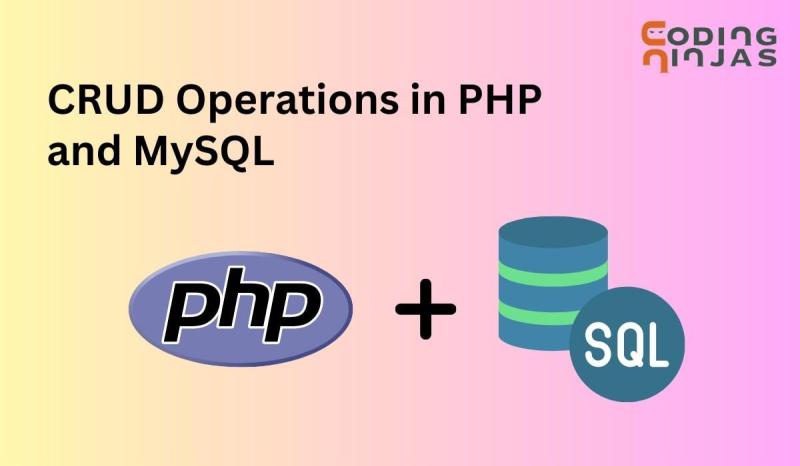 CODING
NINJAS
CRUD Operations in PHP
and MySQL
php
SQL